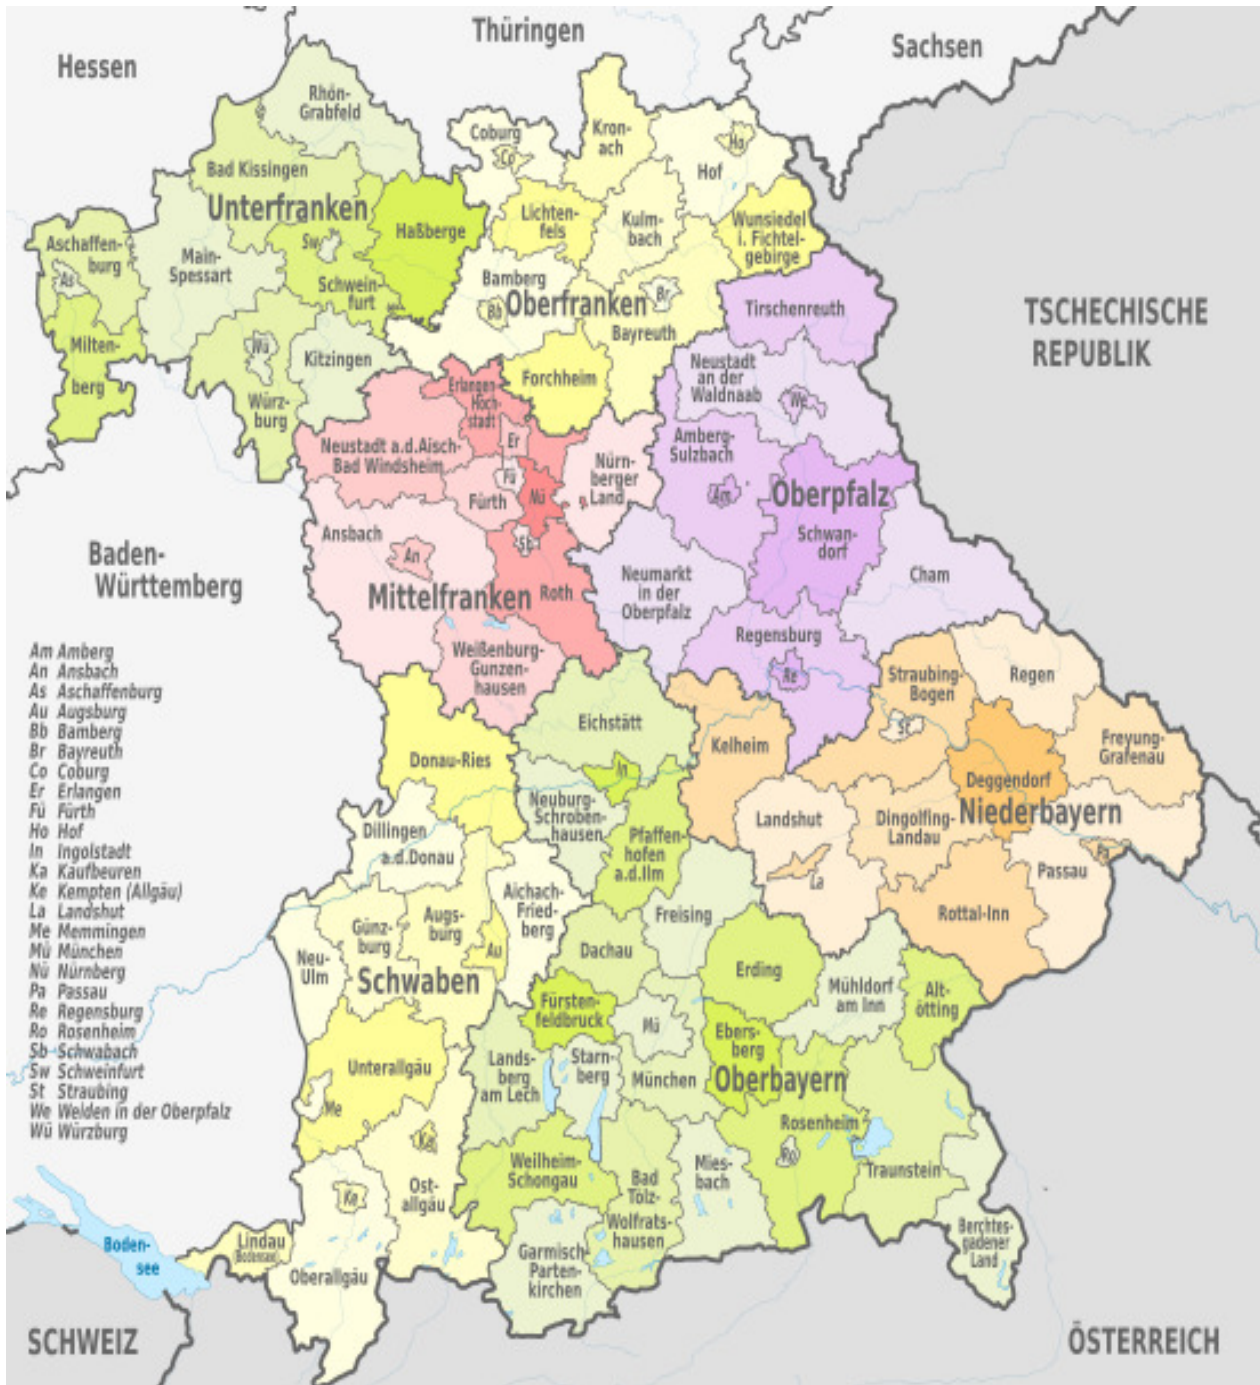 Thüringen
Sachsen
Hessen
Rhön-
Grabfeld
Coburg
Co
Kron-
ach
Ho
Hof
Bad Kissingen
Unterfranken
Haßberge
Lichten-
fels
Kulm-
bach
Wunsiedel
i. Fichtel-
gebirge
Aschaffen-
burg
As
Main-
Spessart
Sw
Schwein-
furt
Bamberg
Bb
Oberfranken
Br
Bayreuth
Tirschenreuth
TSCHECHISCHE
REPUBLIK
Milten-
berg
Wü
Würz-
burg
Kitzingen
Forchheim
Erlangen-
Höch-
stadt
Er
Neustadt a.d.Aisch-
Bad Windsheim
Fü
Fürth
Nü
Nürn-
berger
Land
Neustadt
an der
Waldnaab
We
Amberg-
Sulzbach
Am
Oberpfalz
Schwan-
dorf
Ansbach
An
Sb
Mittelfranken
Roth
Neumarkt
in der
Oberpfalz
Cham
Baden-
Württemberg
Weißenburg-
Gunzen-
hausen
Regensburg
Re
Straubing-
Bogen
St
Regen
Am Amberg
An Ansbach
As Aschaffenburg
Au Augsburg
Bb Bamberg
Br Bayreuth
Co Coburg
Er Erlangen
Fü Fürth
Ho Hof
In Ingolstadt
Ka Kaufbeuren
Ke Kempten (Allgäu)
La Landshut
Me Memmingen
Mü München
Nü Nürnberg
Pa Passau
Re Regensburg
Ro Rosenheim
Sb Schwabach
Sw Schweinfurt
St Straubing
We Weiden in der Oberpfalz
Wü Würzburg
Donau-Ries
Eichstätt
In
Kelheim
Freyung-
Grafenau
Deggendorf
Niederbayern
Dillingen
a.d.Donau
Neuburg-
Schroben-
hausen
Pfaffen-
hofen
a.d.Ilm
Landshut
La
Dingolfing-
Landau
Pa
Passau
Rottal-Inn
Aichach-
Fried-
berg
Freising
Günz-
burg
Augs-
burg
Au
Neu-
Ulm
Schwaben
Dachau
Erding
Mühldorf
am Inn
Alt-
ötting
Fürsten-
feldbruck
Mü
München
Ebers-
berg
Oberbayern
Unterallgäu
Me
Lands-
berg
am Lech
Starn-
berg
Rosenheim
Ro
Traunstein
Ka
Ost-
allgäu
Weilheim-
Schongau
Bad
Tölz-
Wolfrats-
hausen
Mies-
bach
Ke
Oberallgäu
Lindau
(Bodensee)
Boden-
see
Garmisch-
Parten-
kirchen
Berchtes-
gadener
Land
SCHWEIZ
ÖSTERREICH